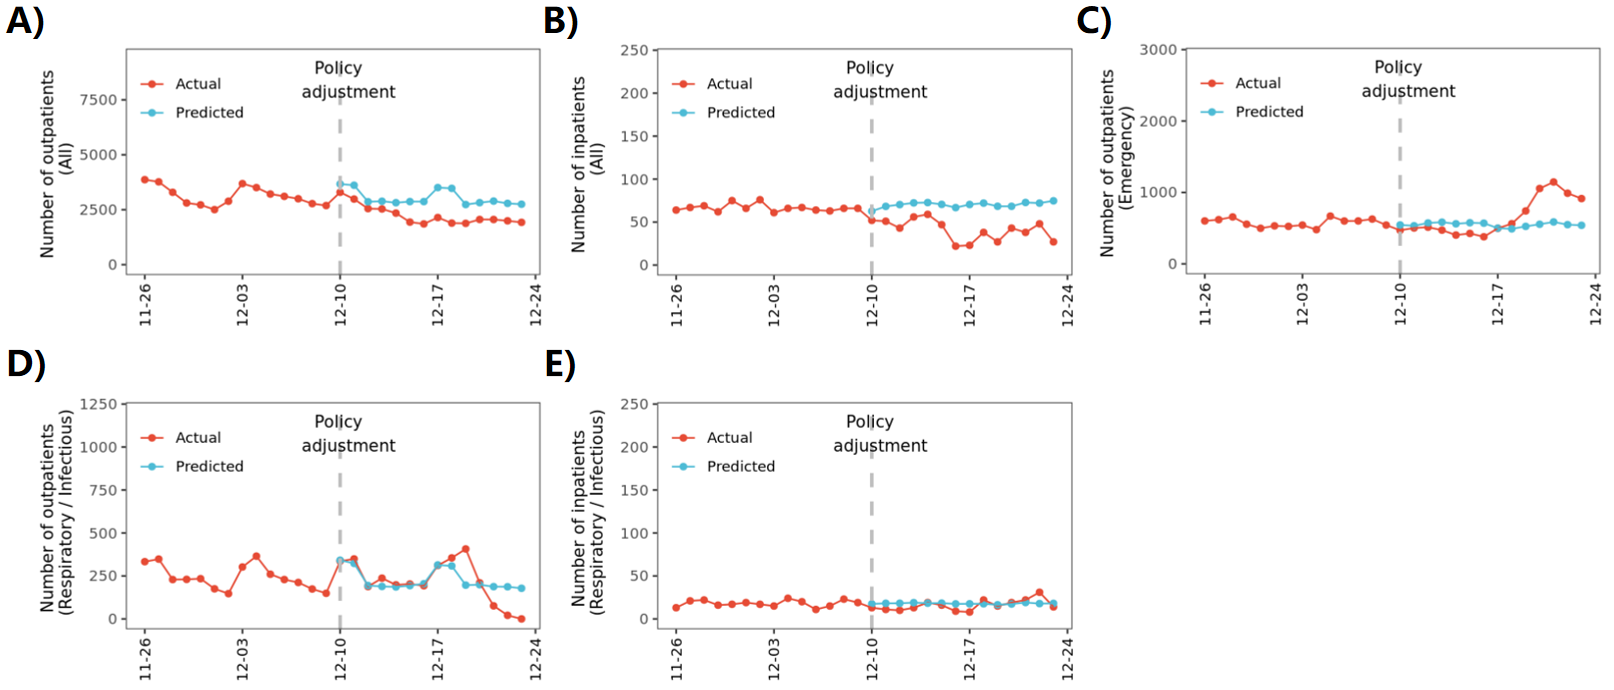 A)
Number of outpatients
(All)
7500
5000
2500
0
Actual
Predicted
Policy
adjustment
11-26
12-03
12-10
12-17
12-24
B)
Number of inpatients
(All)
250
200
150
100
50
0
Actual
Predicted
Policy
adjustment
11-26
12-03
12-10
12-17
12-24
C)
Number of outpatients
(Emergency)
3000
2000
1000
0
Actual
Predicted
Policy
adjustment
11-26
12-03
12-10
12-17
12-24
D)
Number of outpatients
(Respiratory / Infectious)
1250
1000
750
500
250
0
Actual
Predicted
Policy
adjustment
11-26
12-03
12-10
12-17
12-24
E)
Number of inpatients
(Respiratory / Infectious)
250
200
150
100
50
0
Actual
Predicted
Policy
adjustment
11-26
12-03
12-10
12-17
12-24